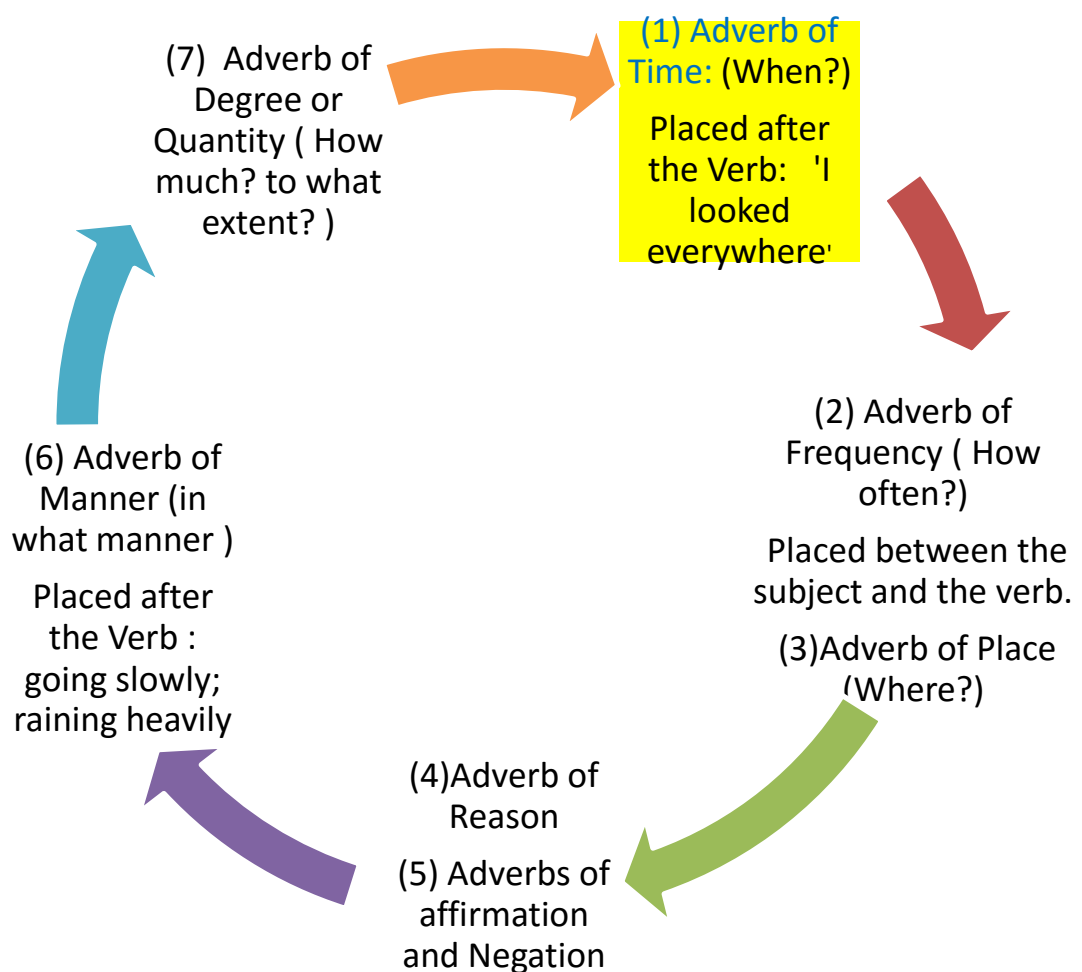 (1) Adverb of
Time: (When?)
Placed after
the Verb:   'I
looked
everywhere'
(2) Adverb of
Frequency ( How
often?)
Placed between the
subject and the verb.
(3)Adverb of Place
(Where?)
(4)Adverb of
Reason
(5) Adverbs of
affirmation
and Negation
(6) Adverb of
Manner (in
what manner )
Placed after
the Verb :
going slowly;
raining heavily
(7)  Adverb of
Degree or
Quantity ( How
much? to what
extent? )